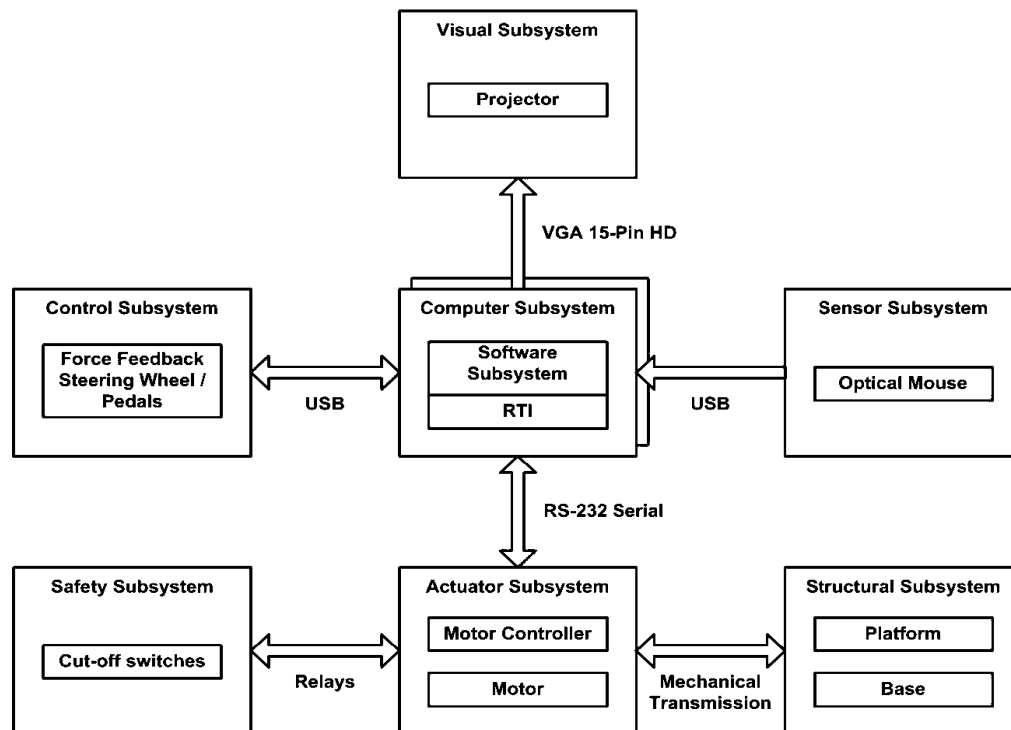 Visual Subsystem
Projector
VGA 15-Pin HD
Control Subsystem
Force Feedback
Steering Wheel /
Pedals
USB
Computer Subsystem
Software
Subsystem
RTI
USB
Sensor Subsystem
Optical Mouse
RS-232 Serial
Safety Subsystem
Cut-off switches
Relays
Actuator Subsystem
Motor Controller
Motor
Mechanical
Transmission
Structural Subsystem
Platform
Base